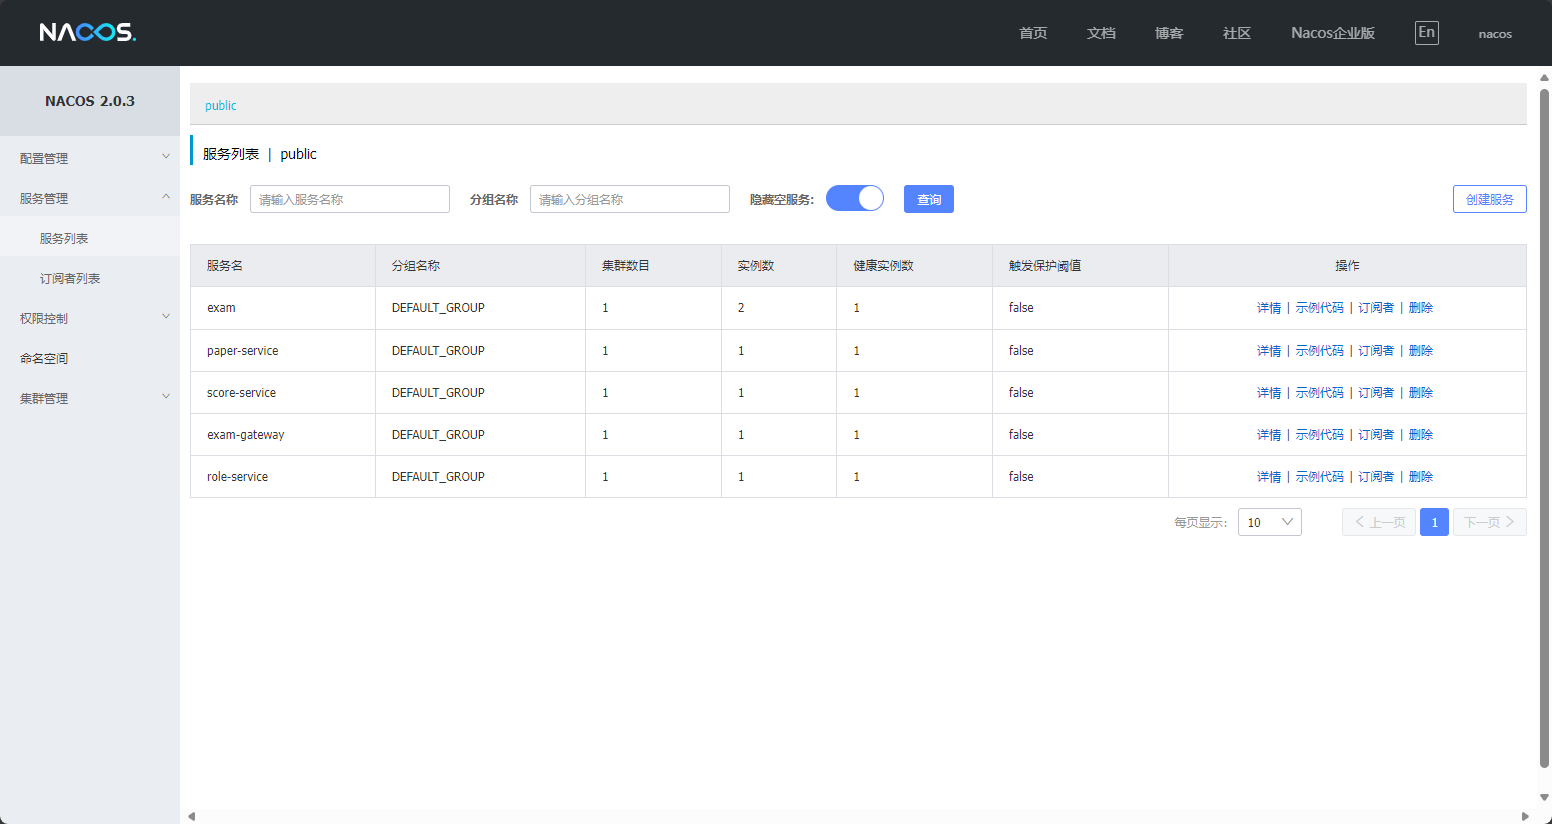 NACOS.
首页 文档 博客 社区 Nacos企业版 En nacos
NACOS 2.0.3
配置管理
服务管理
服务列表
订阅者列表
权限控制
命名空间
集群管理
public
服务列表 | public
服务名称 请输入服务名称 分组名称 请输入分组名称 隐藏空服务: 查询 创建服务
服务名 分组名称 集群数目 实例数 健康实例数 触发保护阈值 操作
exam DEFAULT_GROUP 1 2 1 false 详情 | 示例代码 | 订阅者 | 删除
paper-service DEFAULT_GROUP 1 1 1 false 详情 | 示例代码 | 订阅者 | 删除
score-service DEFAULT_GROUP 1 1 1 false 详情 | 示例代码 | 订阅者 | 删除
exam-gateway DEFAULT_GROUP 1 1 1 false 详情 | 示例代码 | 订阅者 | 删除
role-service DEFAULT_GROUP 1 1 1 false 详情 | 示例代码 | 订阅者 | 删除
每页显示: 10 上一页 1 下一页